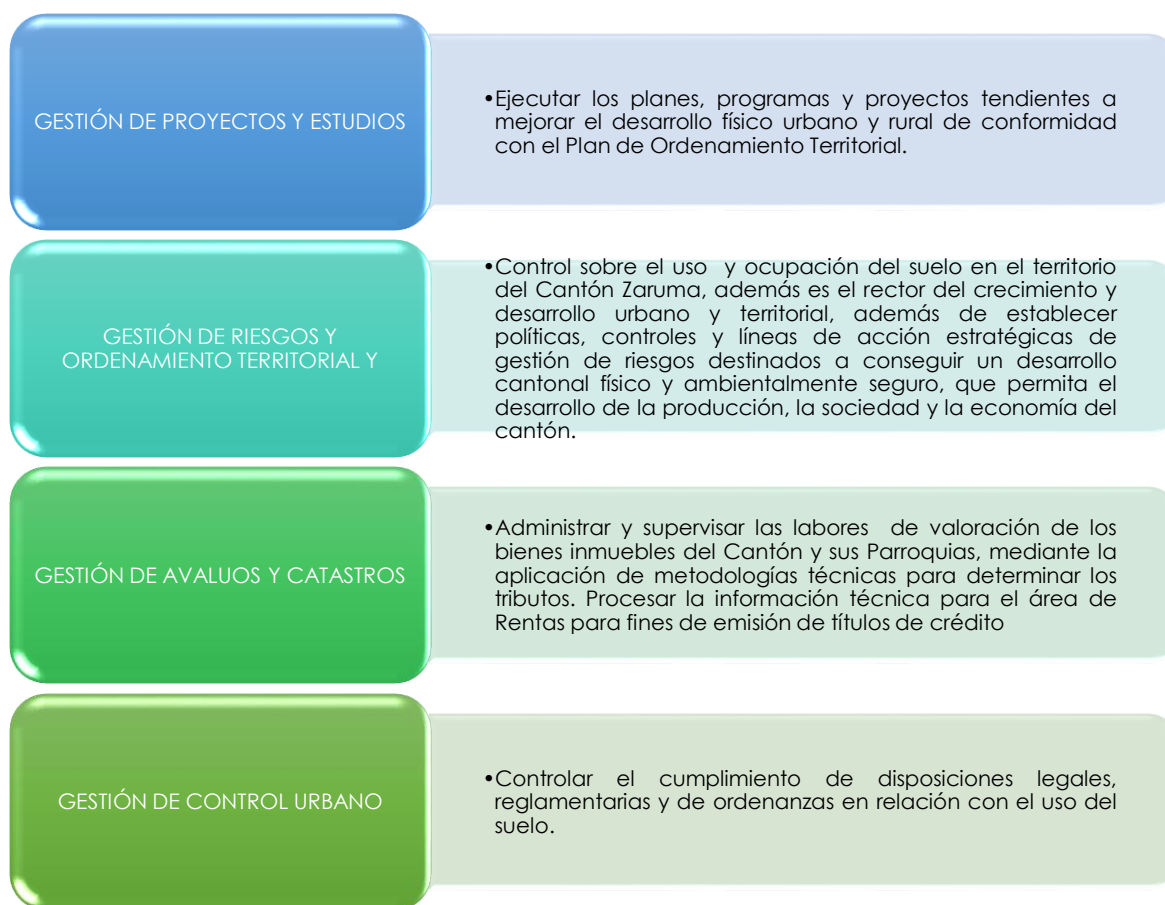 GESTIÓN DE PROYECTOS Y ESTUDIOS
•Ejecutar los planes, programas y proyectos tendientes a
mejorar el desarrollo físico urbano y rural de conformidad
con el Plan de Ordenamiento Territorial.
GESTIÓN DE RIESGOS Y
ORDENAMIENTO TERRITORIAL Y
•Control sobre el uso y ocupación del suelo en el territorio
del Cantón Zaruma, además es el rector del crecimiento y
desarrollo urbano y territorial, además de establecer
políticas, controles y líneas de acción estratégicas de
gestión de riesgos destinados a conseguir un desarrollo
cantonal físico y ambientalmente seguro, que permita el
desarrollo de la producción, la sociedad y la economía del
cantón.
GESTIÓN DE AVALUOS Y CATASTROS
•Administrar y supervisar las labores de valoración de los
bienes inmuebles del Cantón y sus Parroquias, mediante la
aplicación de metodologías técnicas para determinar los
tributos. Procesar la información técnica para el área de
Rentas para fines de emisión de títulos de crédito
GESTIÓN DE CONTROL URBANO
•Controlar el cumplimiento de disposiciones legales,
reglamentarias y de ordenanzas en relación con el uso del
suelo.